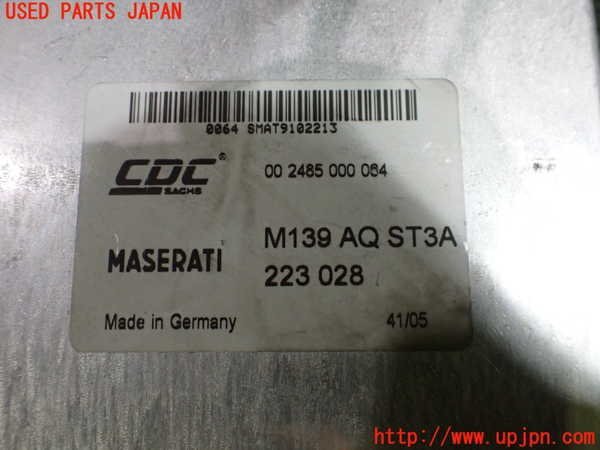 USED PARTS JAPAN
0064 SMAT9102213
CDC®
SACHS
00 2485 000 064
MASERATI
M139 AQ ST3A
223 028
Made in Germany
41/05
http://www.upjpn.com/